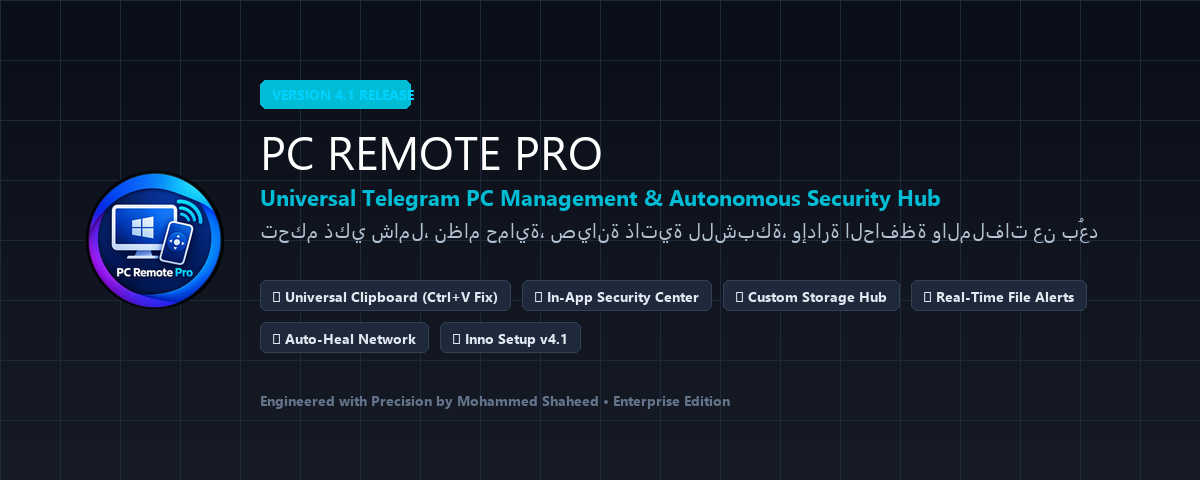 VERSION 4.1 RELEASE
PC REMOTE PRO
Universal Telegram PC Management & Autonomous Security Hub
تحكم ذكي شامل، نظام حماية، صيانة ذاتية للشبكة، وإدارة الحافظة والملفات عن بُعد
PC Remote Pro
Universal Clipboard (Ctrl+V Fix) In-App Security Center Custom Storage Hub Real-Time File Alerts
Auto-Heal Network Inno Setup v4.1
Engineered with Precision by Mohammed Shaheed • Enterprise Edition